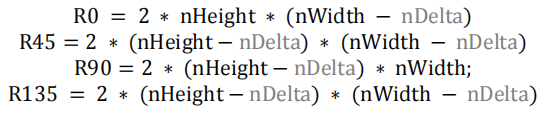 R0 = 2 * nHeight * (nWidth − nDelta)
R45 = 2 * (nHeight − nDelta) * (nWidth − nDelta)
R90 = 2 * (nHeight − nDelta) * nWidth;
R135 = 2 * (nHeight − nDelta) * (nWidth − nDelta)